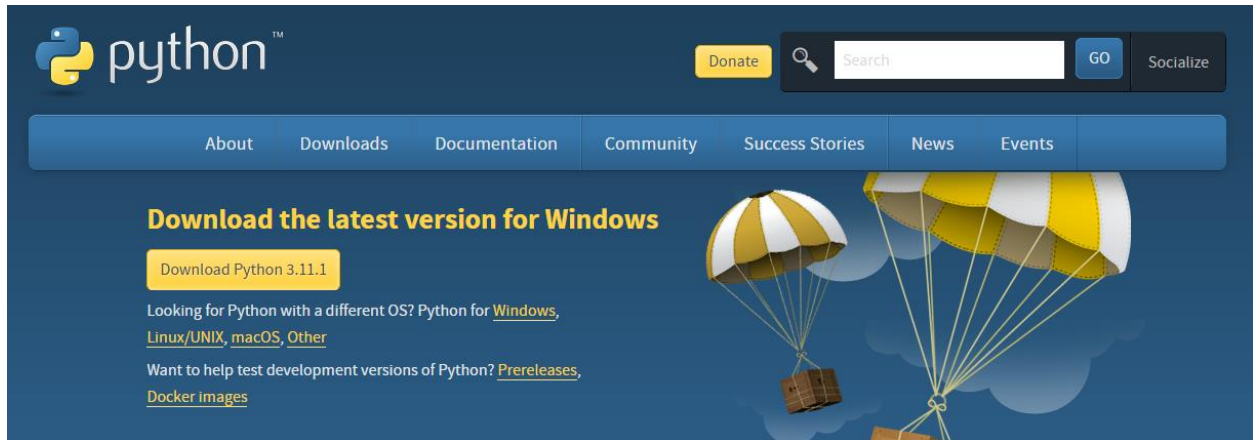 python™
Donate
Search
GO
Socialize
About
Downloads
Documentation
Community
Success Stories
News
Events
Download the latest version for Windows
Download Python 3.11.1
Looking for Python with a different OS? Python for Windows,
Linux/UNIX, macOS, Other
Want to help test development versions of Python? Prereleases,
Docker images